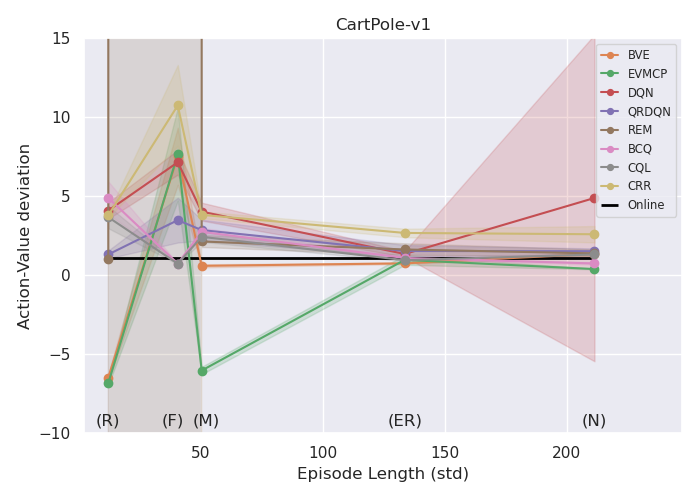 CartPole-v1
15
10
5
0
−5
−10
Action-Value deviation
BVE
EVMCP
DQN
QRDQN
REM
BCQ
CQL
CRR
Online
(R) (F) (M) (ER) (N)
50 100 150 200
Episode Length (std)